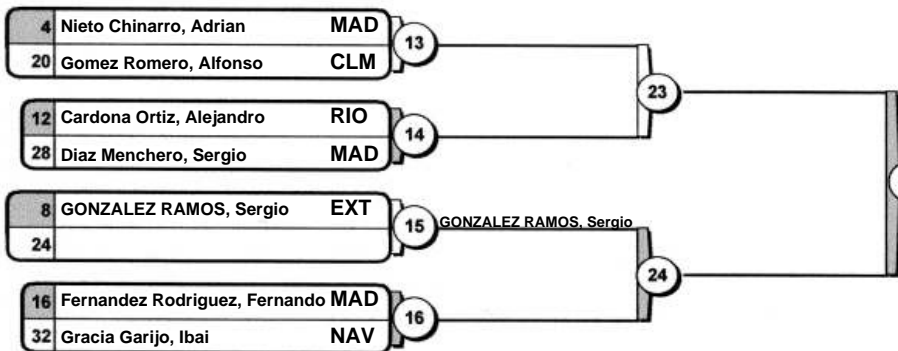 4 Nieto Chinarro, Adrian MAD
13
20 Gomez Romero, Alfonso CLM
23
12 Cardona Ortiz, Alejandro RIO
14
28 Diaz Menchero, Sergio MAD
8 GONZALEZ RAMOS, Sergio EXT
15 GONZALEZ RAMOS, Sergio
24
24
16 Fernandez Rodriguez, Fernando MAD
16
32 Gracia Garijo, Ibai NAV